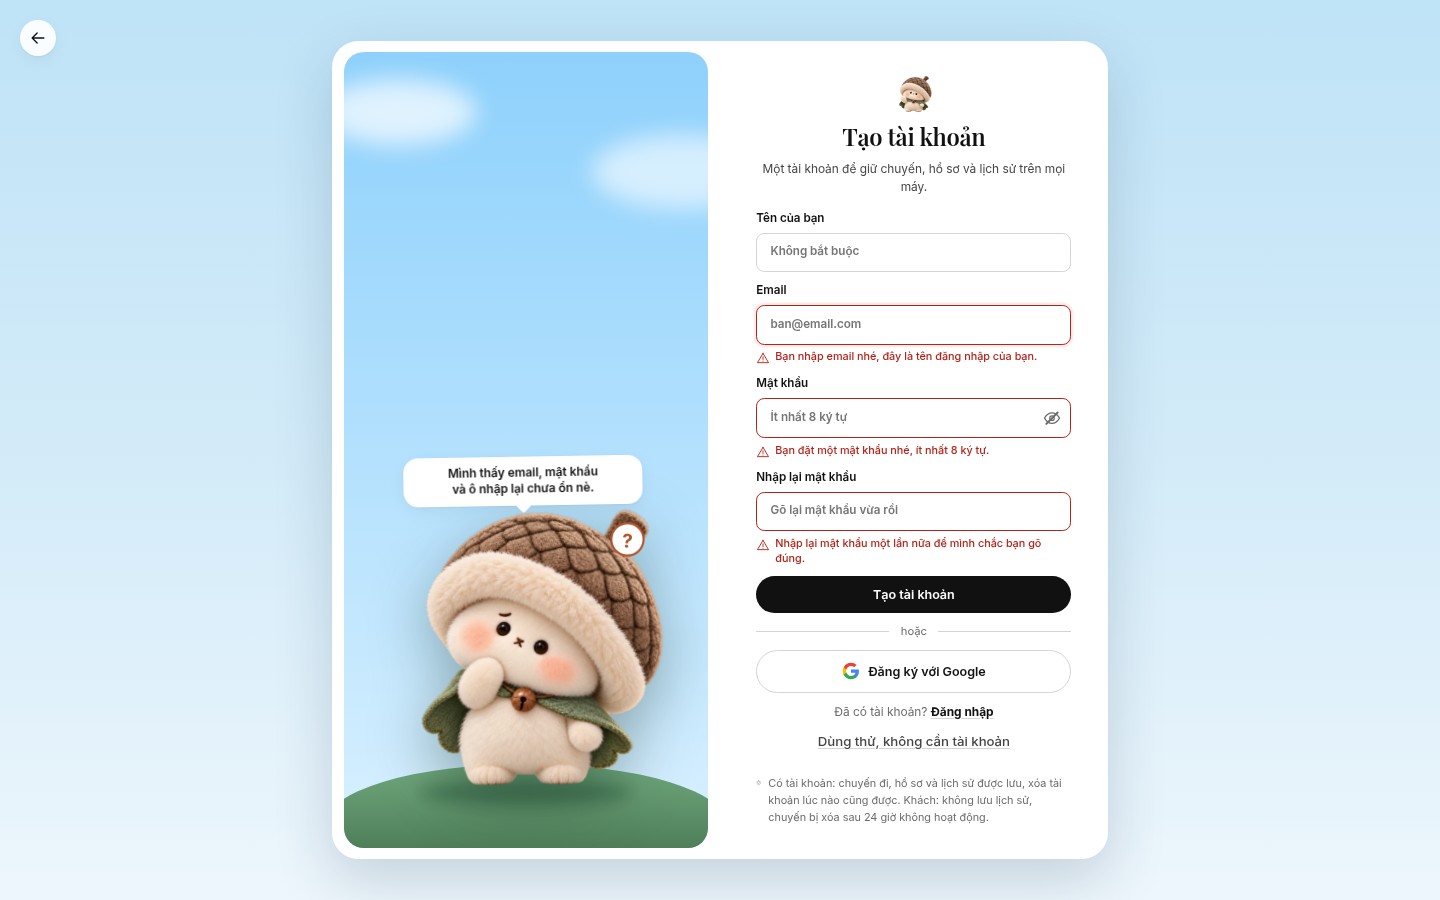 Mình thấy email, mật khẩu
và ô nhập lại chưa ổn nè.
?
Tạo tài khoản
Một tài khoản để giữ chuyến, hồ sơ và lịch sử trên mọi
máy.
Tên của bạn
Không bắt buộc
Email
ban@email.com
Bạn nhập email nhé, đây là tên đăng nhập của bạn.
Mật khẩu
Ít nhất 8 ký tự
Bạn đặt một mật khẩu nhé, ít nhất 8 ký tự.
Nhập lại mật khẩu
Gõ lại mật khẩu vừa rồi
Nhập lại mật khẩu một lần nữa để mình chắc bạn gõ
đúng.
Tạo tài khoản
hoặc
Đăng ký với Google
Đã có tài khoản? Đăng nhập
Dùng thử, không cần tài khoản
Có tài khoản: chuyến đi, hồ sơ và lịch sử được lưu, xóa tài
khoản lúc nào cũng được. Khách: không lưu lịch sử,
chuyến bị xóa sau 24 giờ không hoạt động.